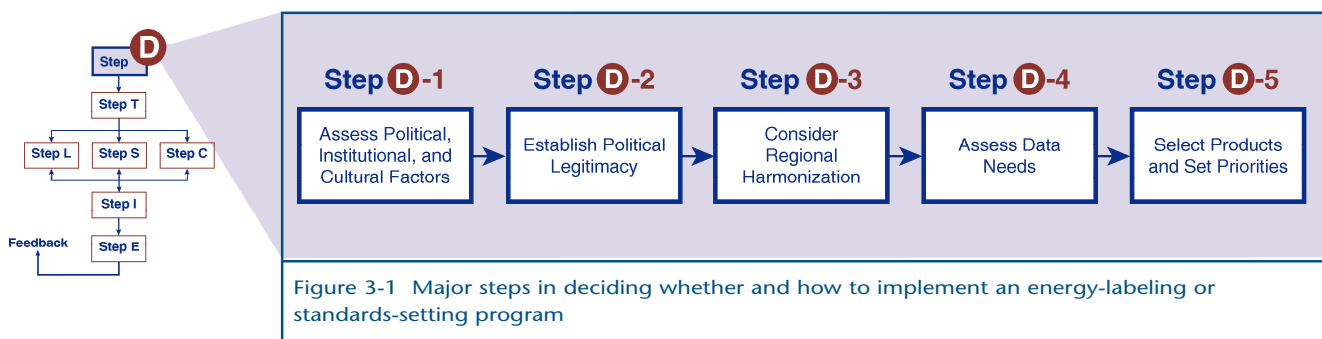 Step D
Step T
Step L
Step S
Step C
Step I
Step E
Feedback
Step D-1
Assess Political,
Institutional, and
Cultural Factors
Step D-2
Establish Political
Legitimacy
Step D-3
Consider
Regional
Harmonization
Step D-4
Assess Data
Needs
Step D-5
Select Products
and Set Priorities
Figure 3-1 Major steps in deciding whether and how to implement an energy-labeling or
standards-setting program